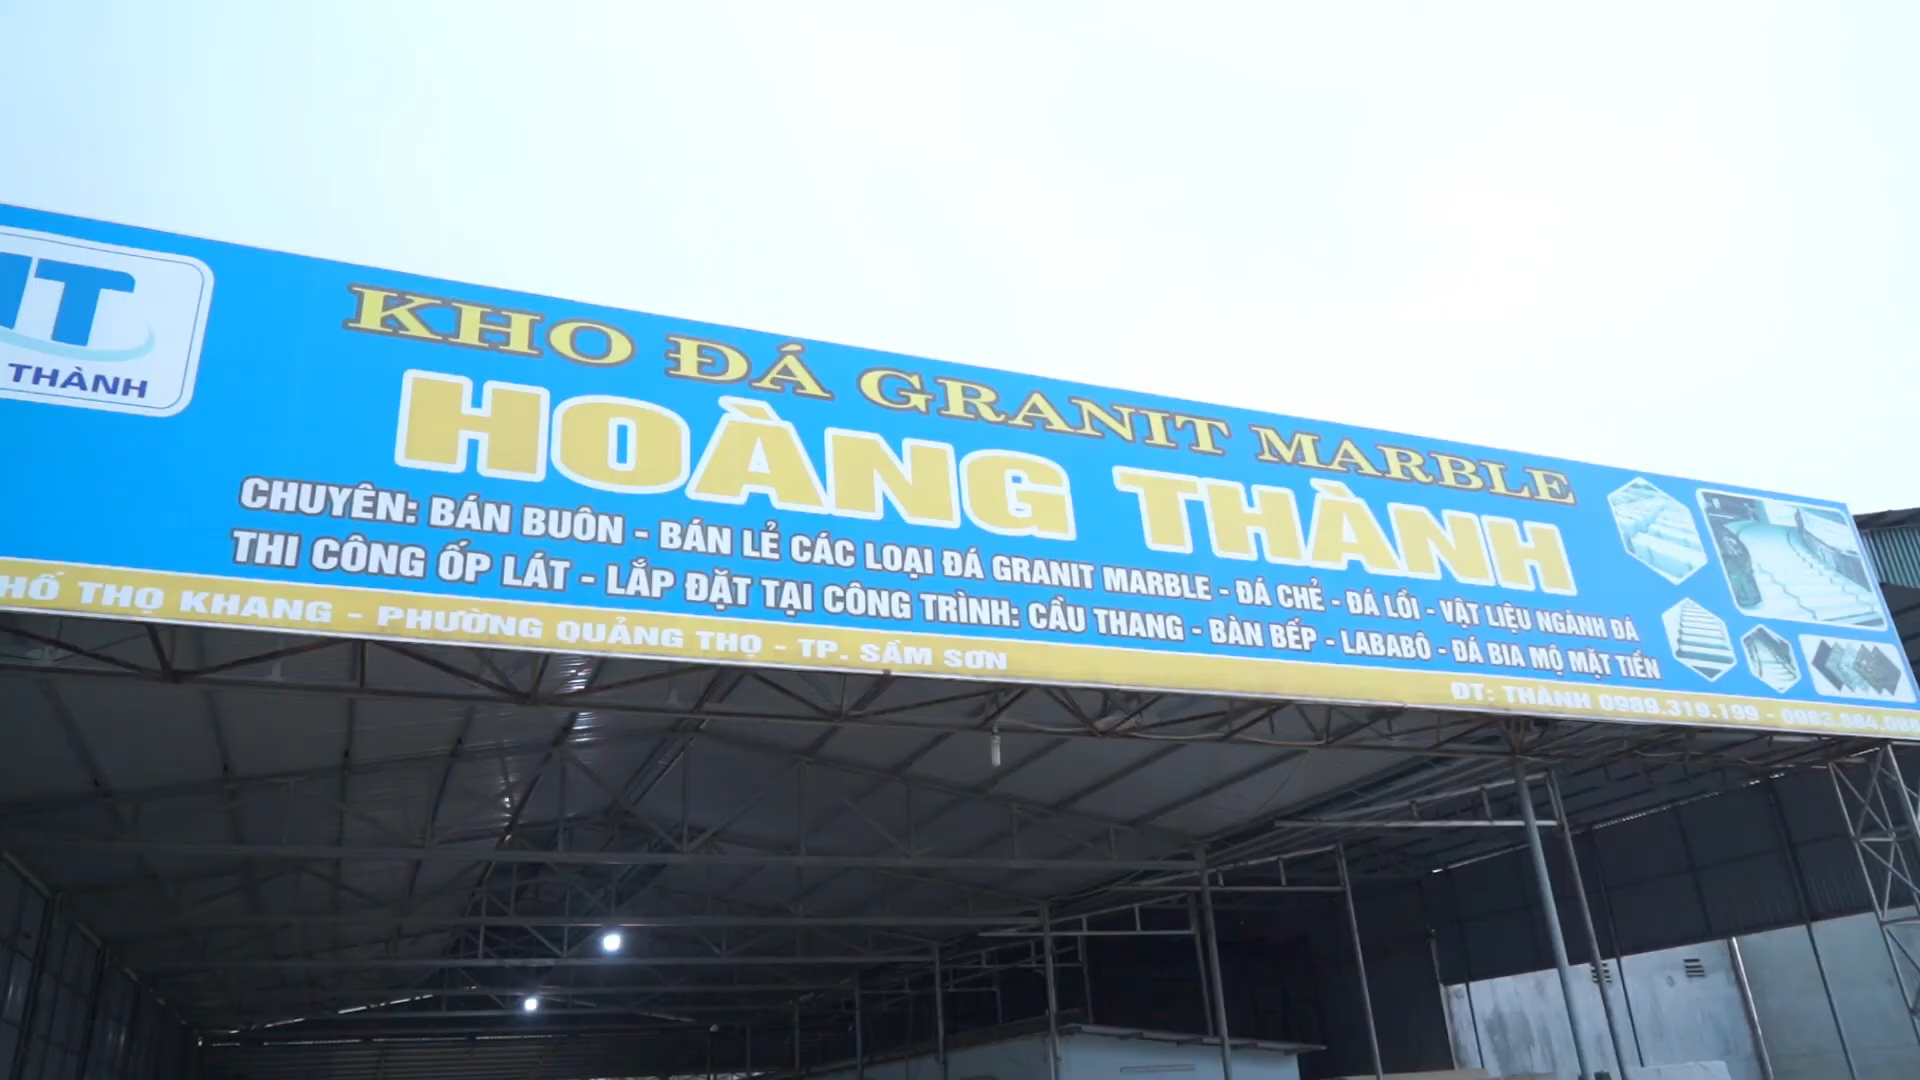 THÀNH
KHO ĐÁ GRANIT MARBLE
HOÀNG THÀNH
CHUYÊN: BÁN BUÔN - BÁN LẺ CÁC LOẠI ĐÁ GRANIT MARBLE - ĐÁ CHẺ - ĐÁ LỒI - VẬT LIỆU NGÀNH ĐÁ
THI CÔNG ỐP LÁT - LẮP ĐẶT TẠI CÔNG TRÌNH: CẦU THANG - BÀN BẾP - LABABÔ - ĐÁ BIA MỘ MẶT TIỀN
THỌ KHANG - PHƯỜNG QUẢNG THỌ - TP. SẦM SƠN
ĐT: THÀNH 0989.319.199